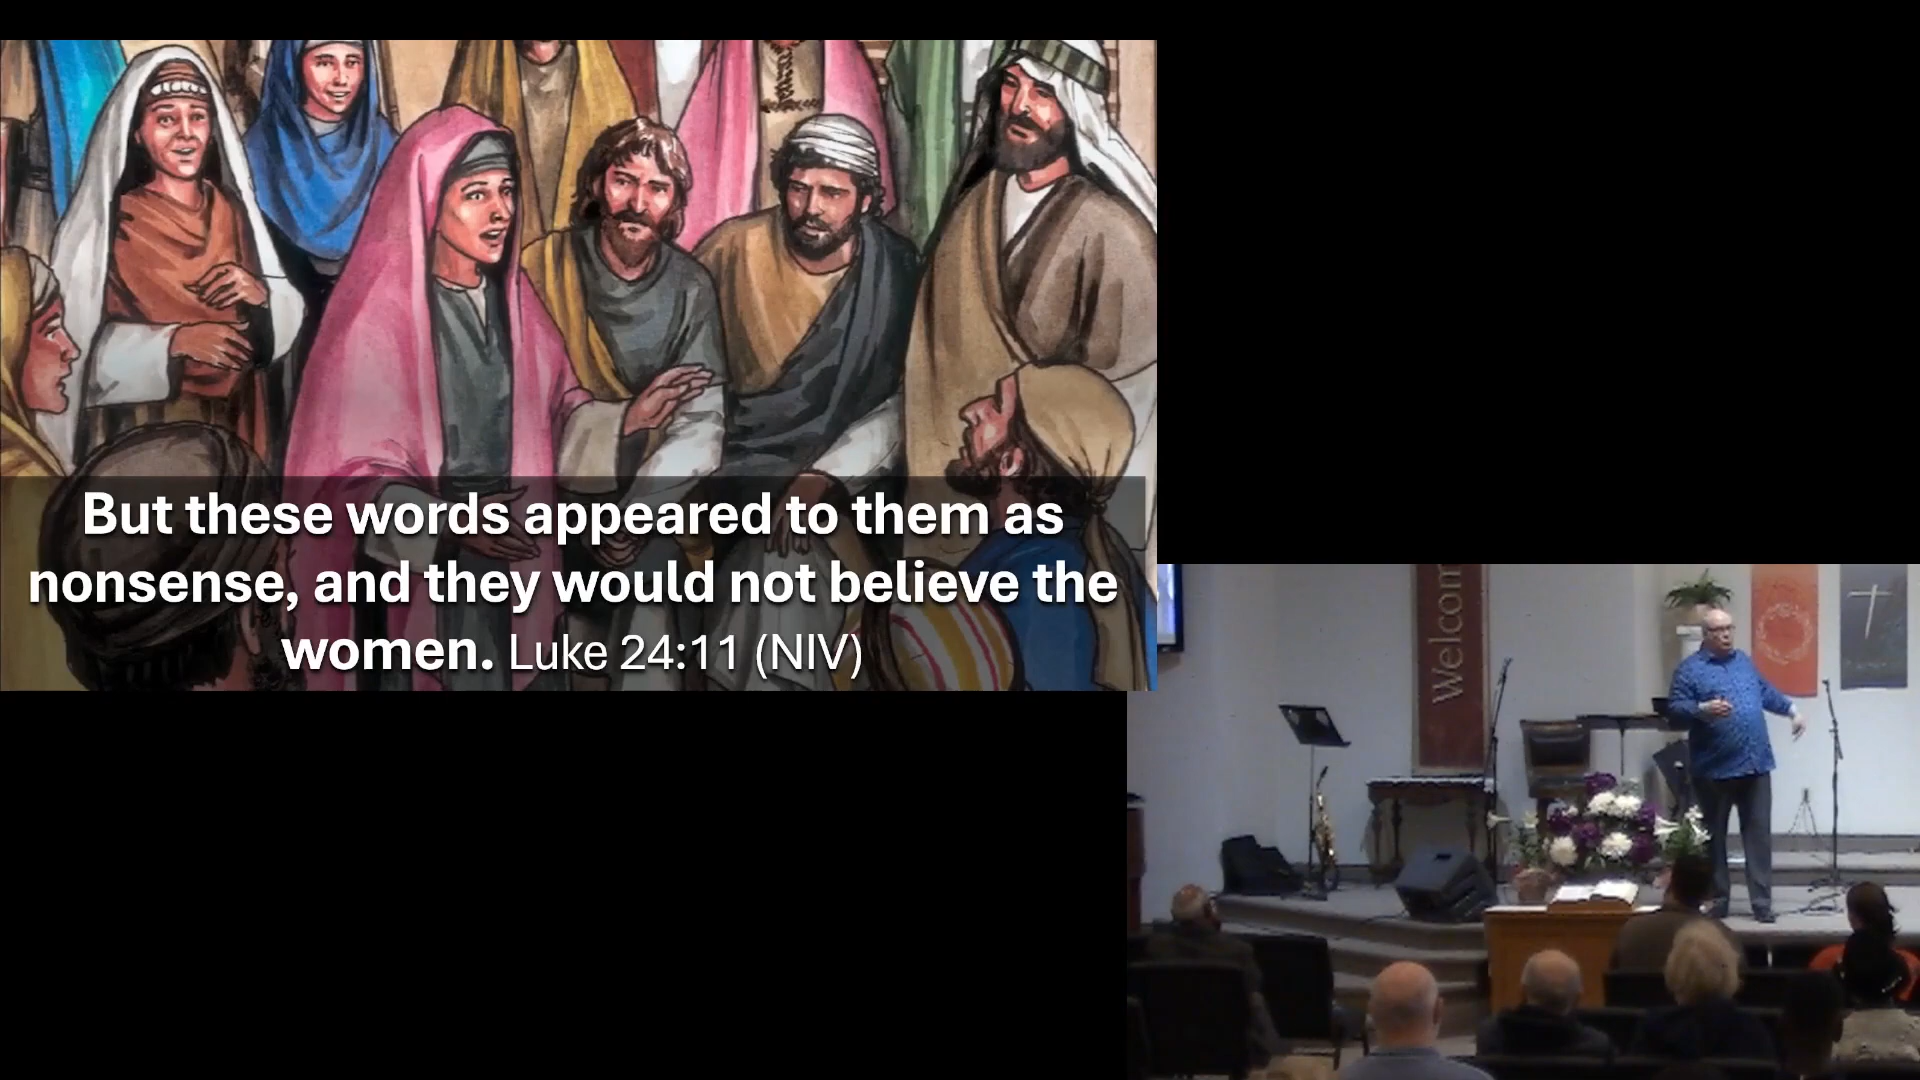 But these words appeared to them as
nonsense, and they would not believe the
women. Luke 24:11 (NIV)
Welcom